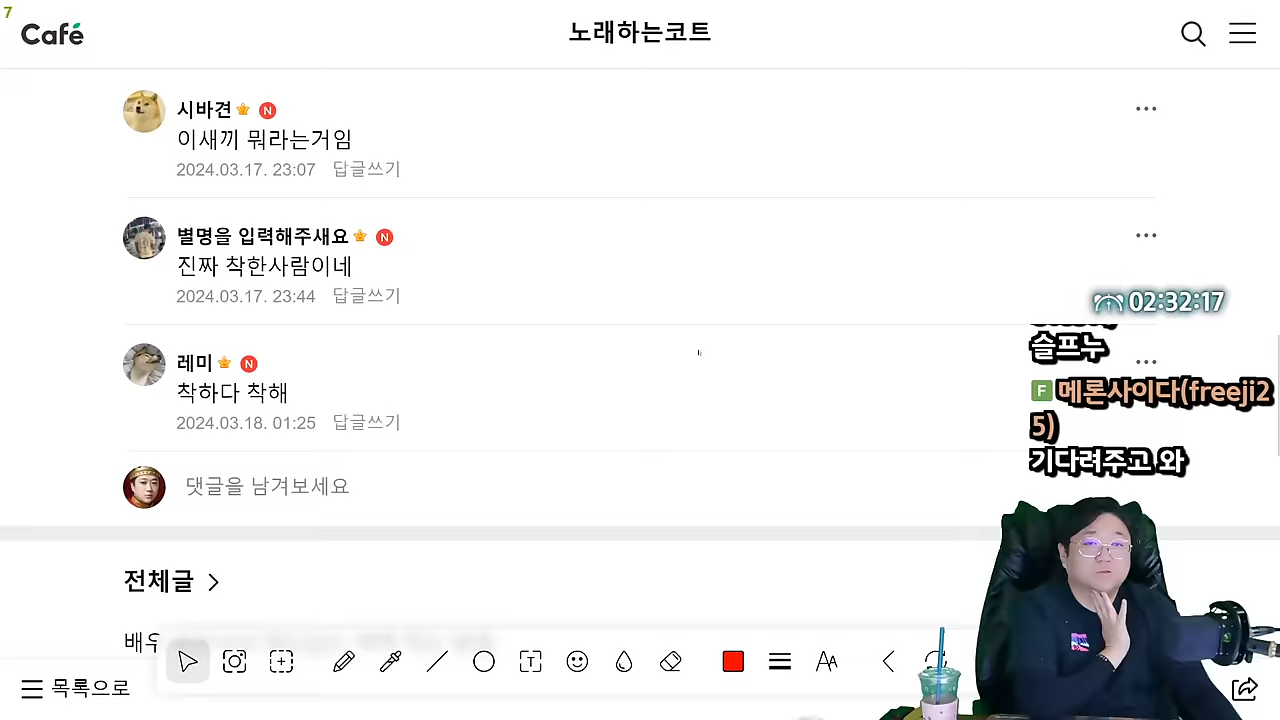 7
Café
노래하는코트
시바견
N
이새끼 뭐라는거임
2024.03.17. 23:07 답글쓰기
별명을 입력해주새요
N
진짜 착한사람이네
2024.03.17. 23:44 답글쓰기
02:32:17
슬프누
레미
N
착하다 착해
2024.03.18. 01:25 답글쓰기
F 메론사이다(freeji2
5)
기다려주고 와
댓글을 남겨보세요
전체글
배우
T
목록으로